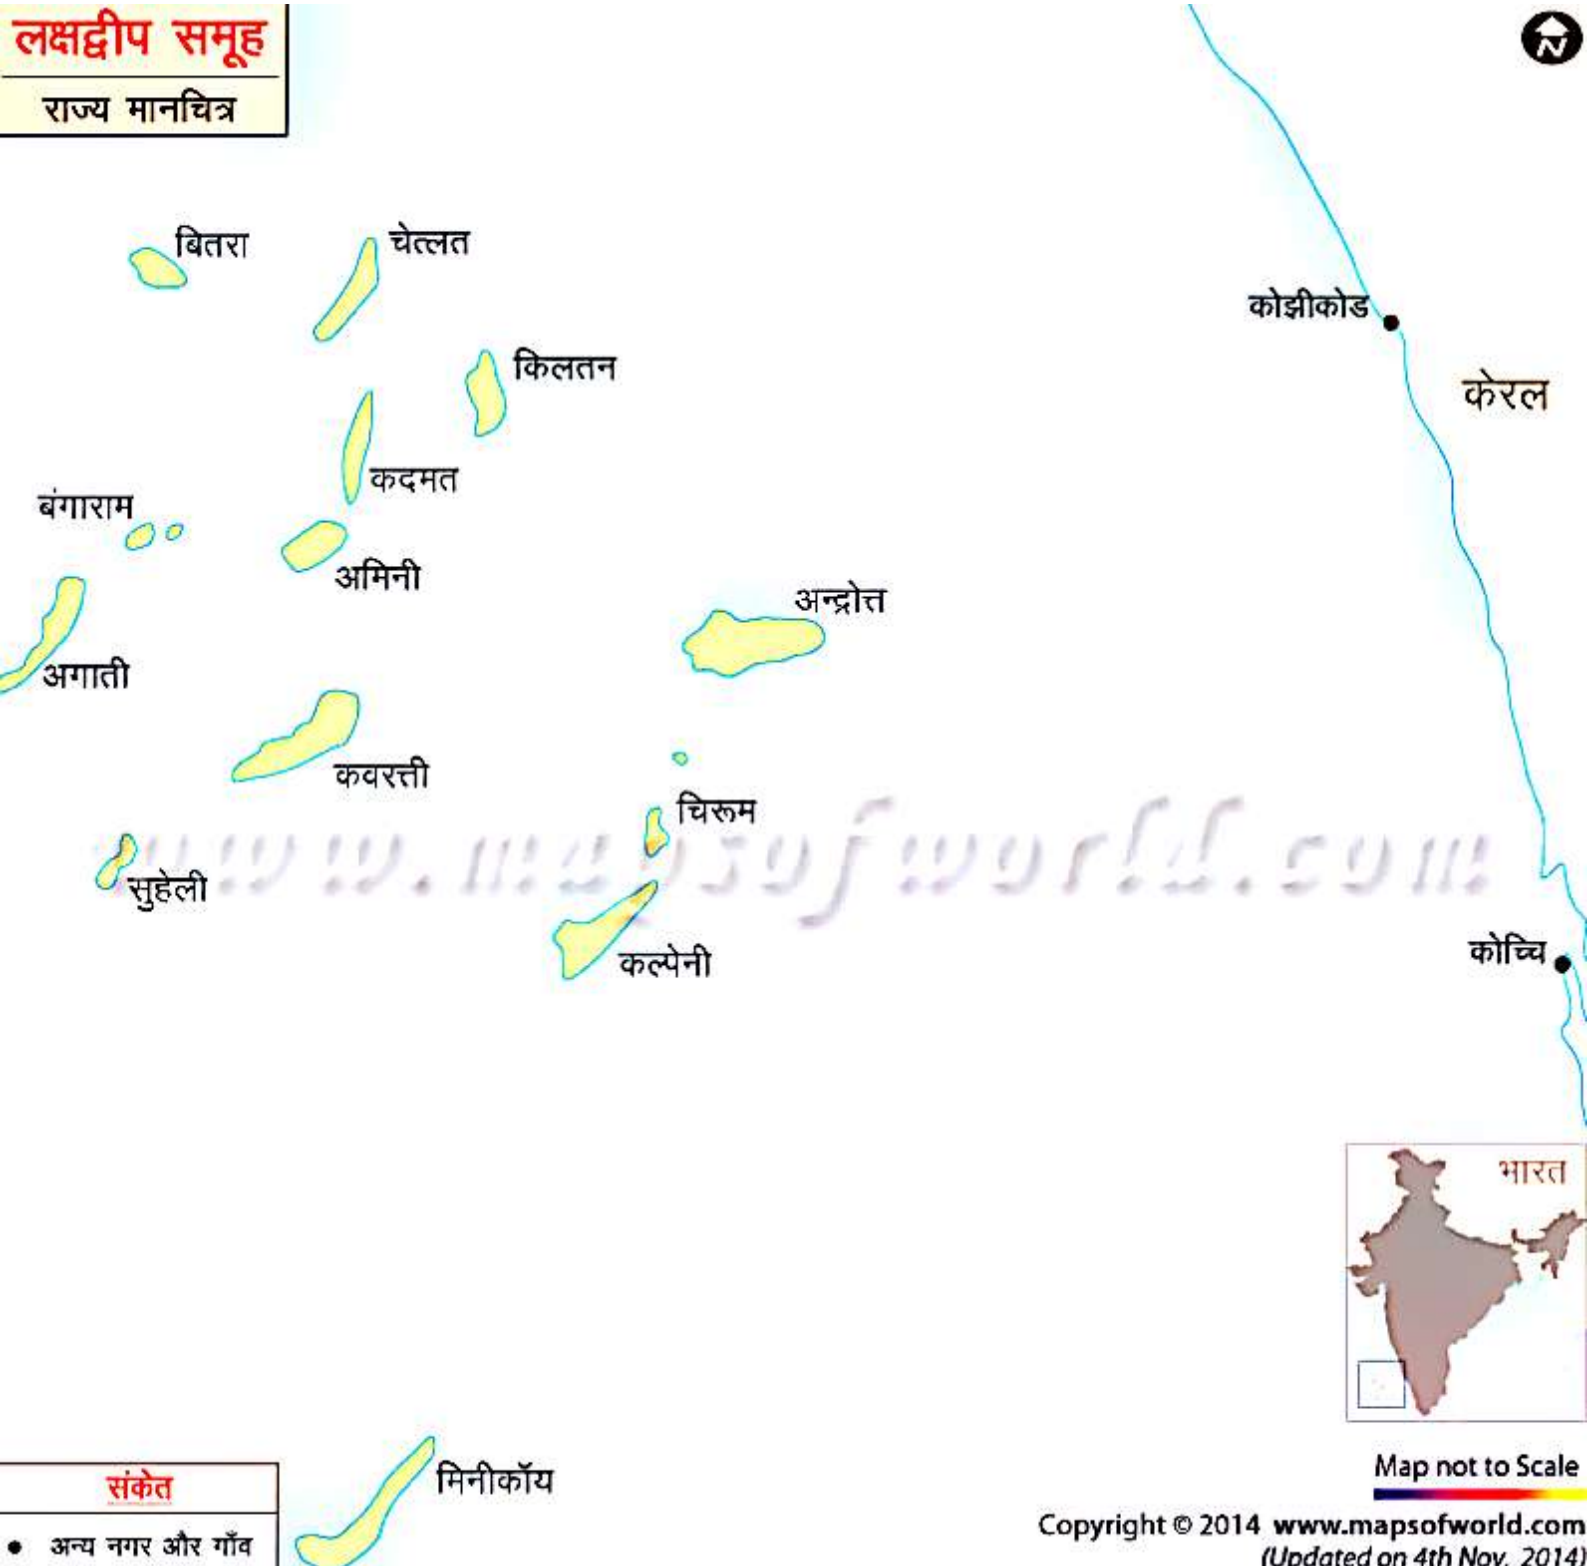 लक्षद्वीप समूह
राज्य मानचित्र
बितरा
चेत्लत
कोझीकोड
किलतन
केरल
कदमत
बंगाराम
अमिनी
अन्द्रोत्त
अगाती
कवरत्ती
चिरूम
www.mapsofworld.com
सुहेली
कल्पेनी
कोच्चि
भारत
मिनीकॉय
संकेत
अन्य नगर और गाँव
Map not to Scale
Copyright © 2014 www.mapsofworld.com
(Updated on 4th Nov, 2014)